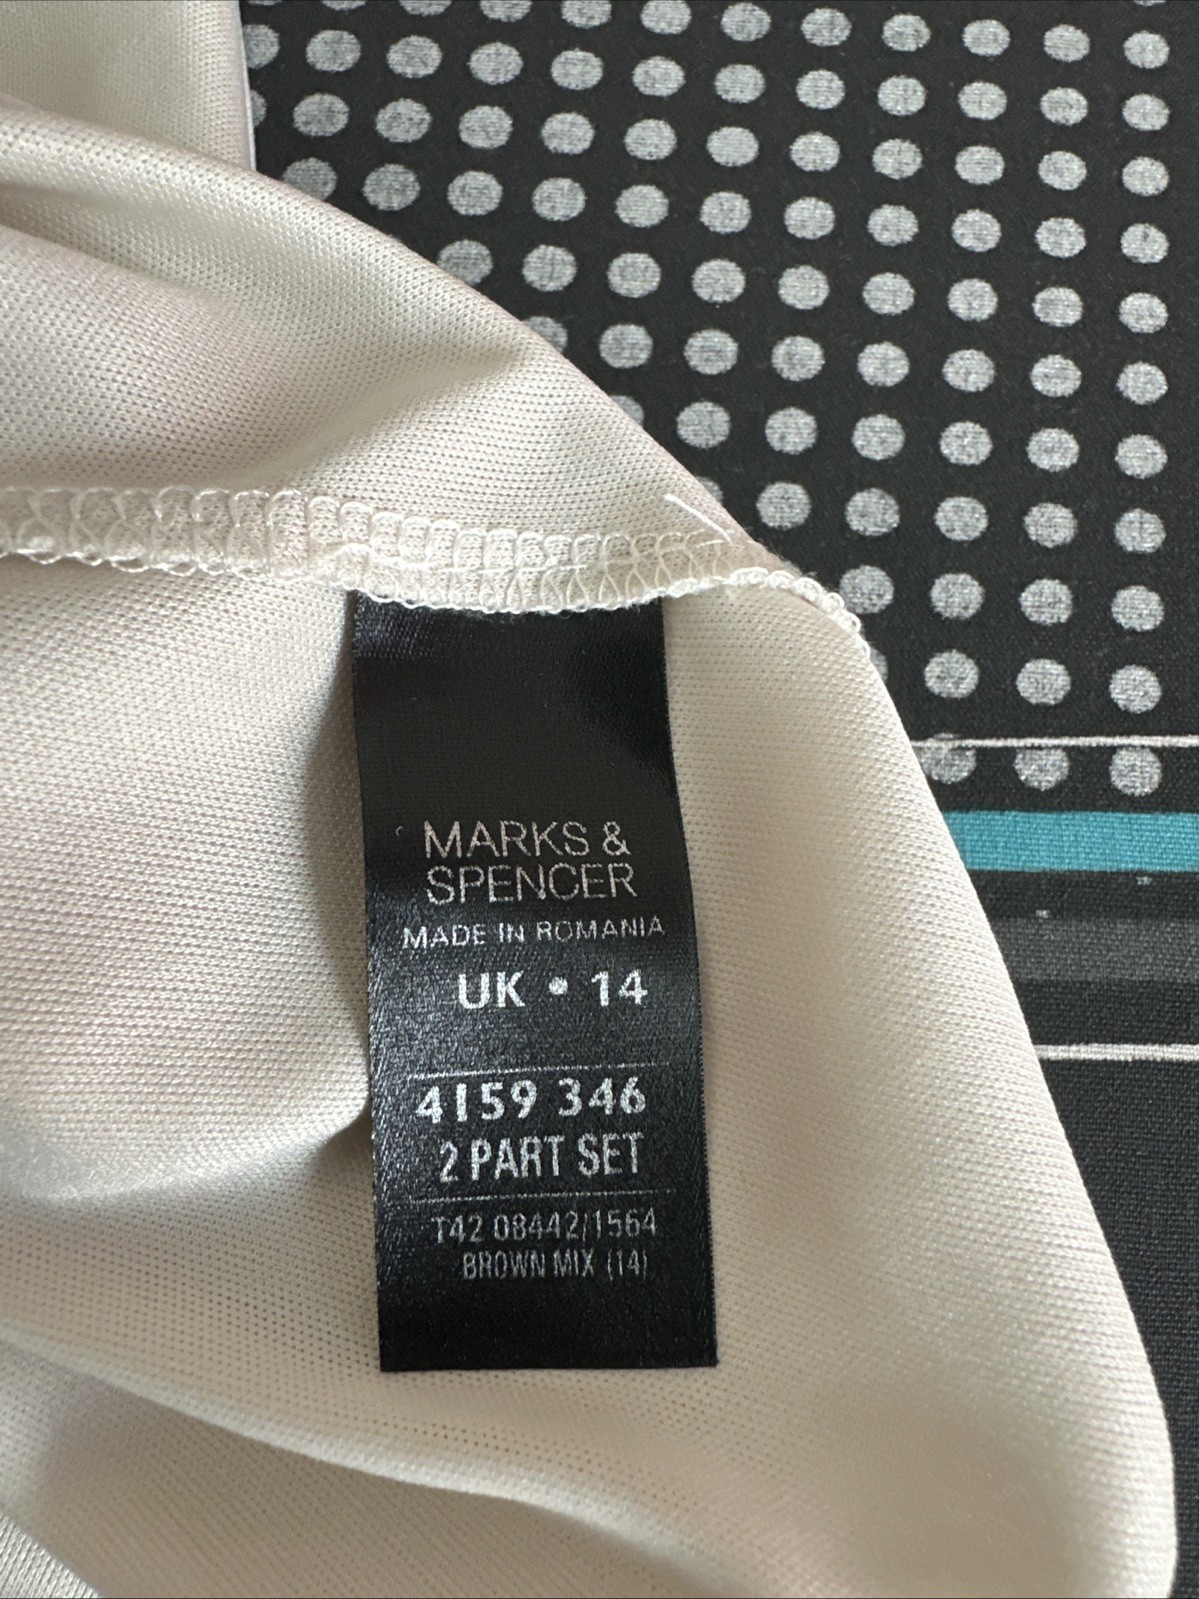 MARKS &
SPENCER
MADE IN ROMANIA
UK • 14
4159 346
2 PART SET
T42 08442/1564
BROWN MIX (14)